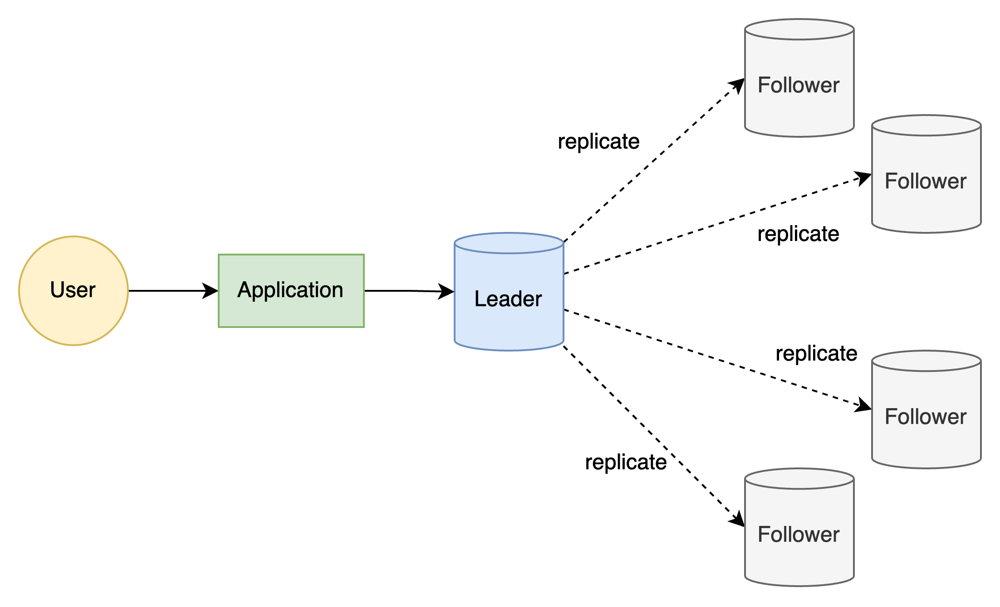 Follower
replicate
Follower
replicate
User
Application
Leader
replicate
Follower
replicate
Follower